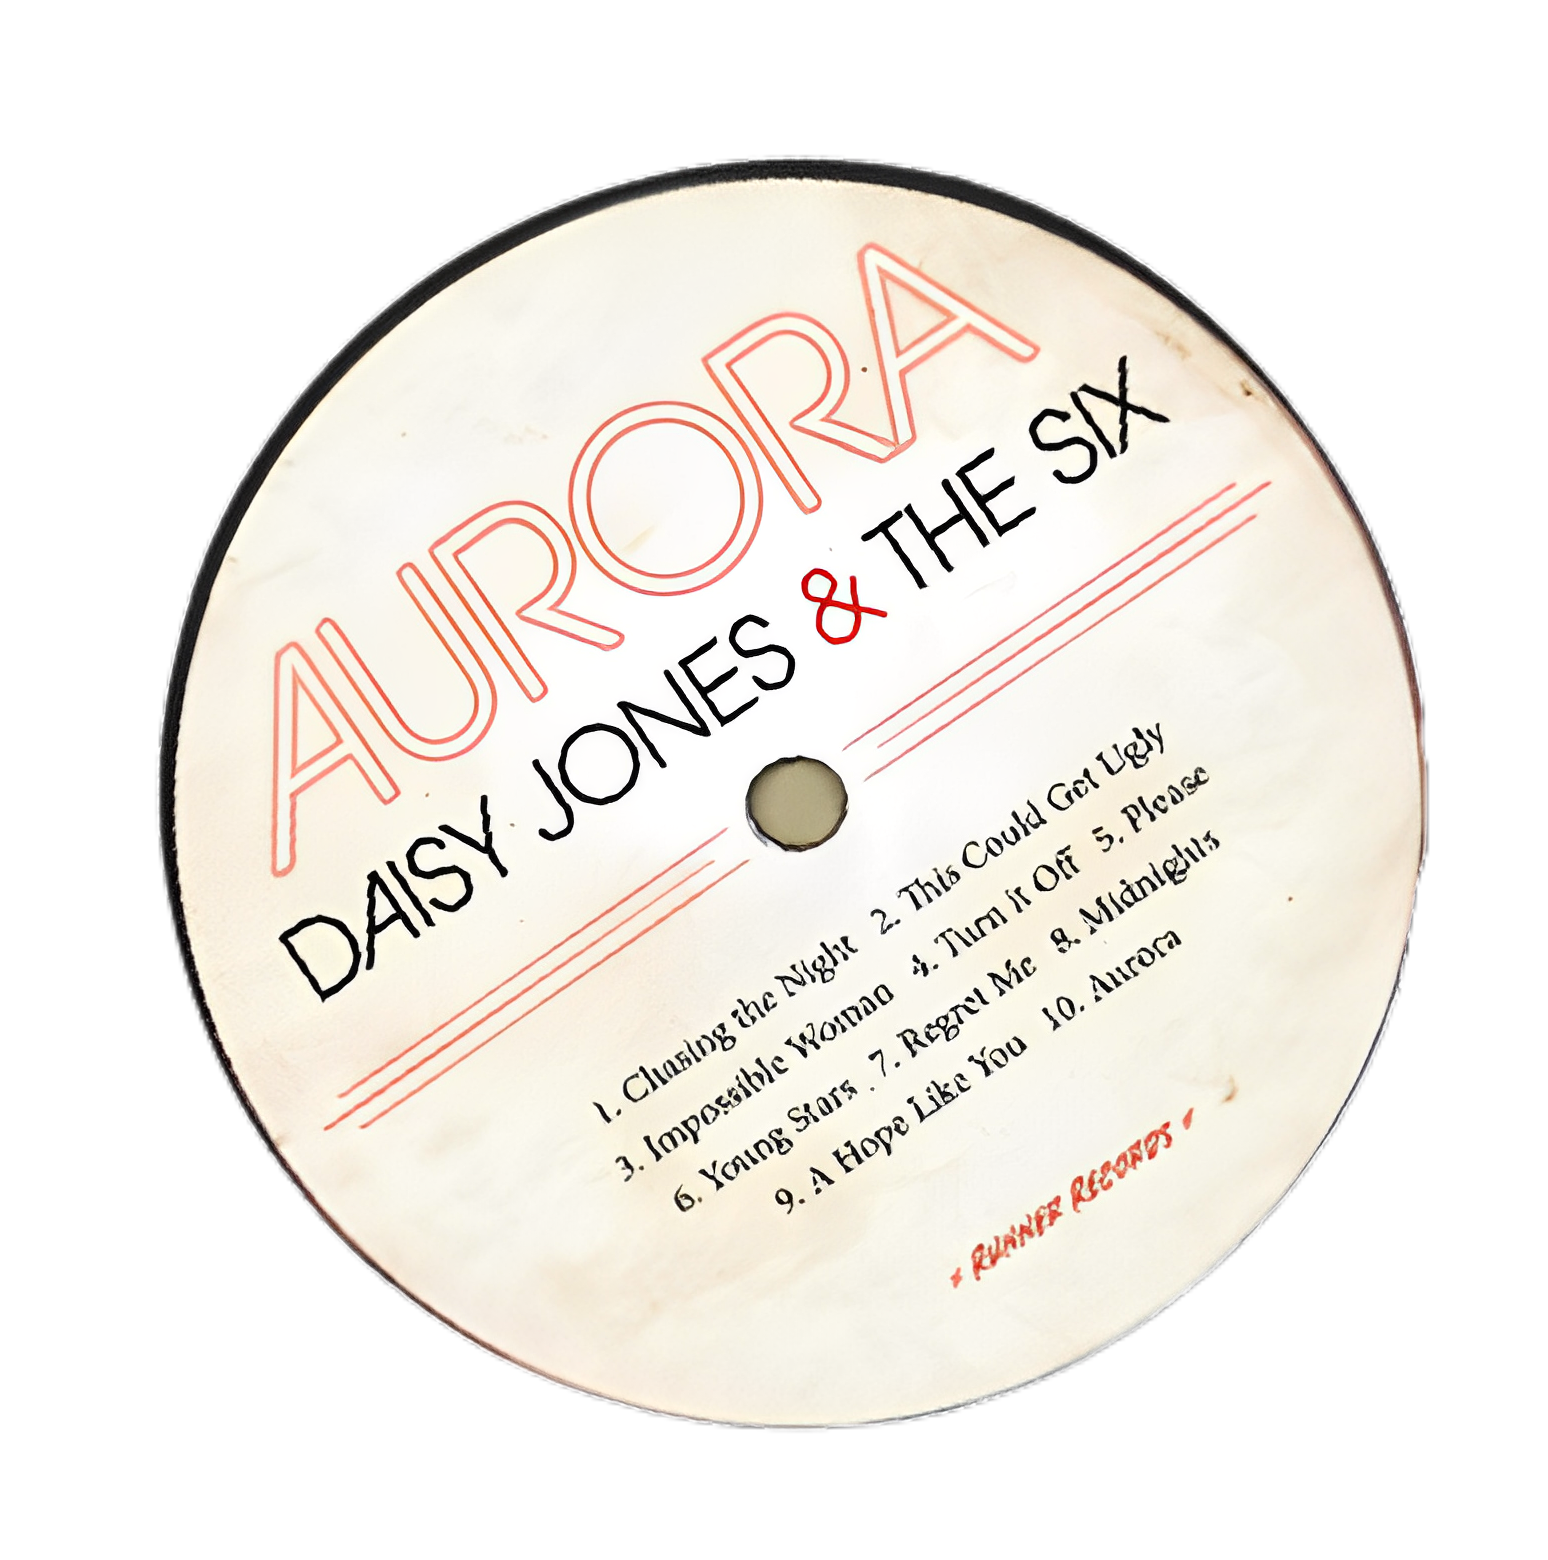 AURORA
DAISY JONES & THE SIX
1. Chasing the Night 2. This Could Get Ugly
3. Impossible Woman 4. Turn it Off 5. Please
6. Young Stars 7. Regret Me 8. Midnights
9. A Hope Like You 10. Aurora
RUNNER RECORDS